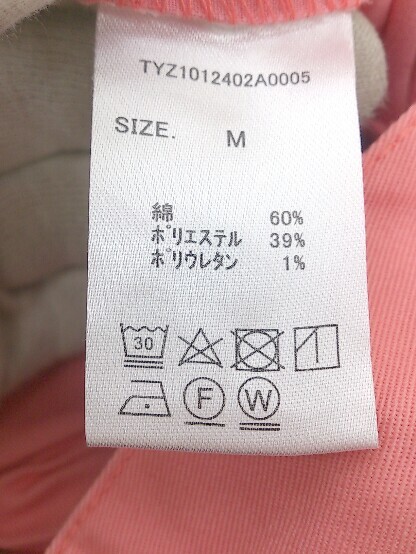 TYZ1012402A0005
SIZE. M
綿 60%
ポリエステル 39%
ポリウレタン 1%
30
F W